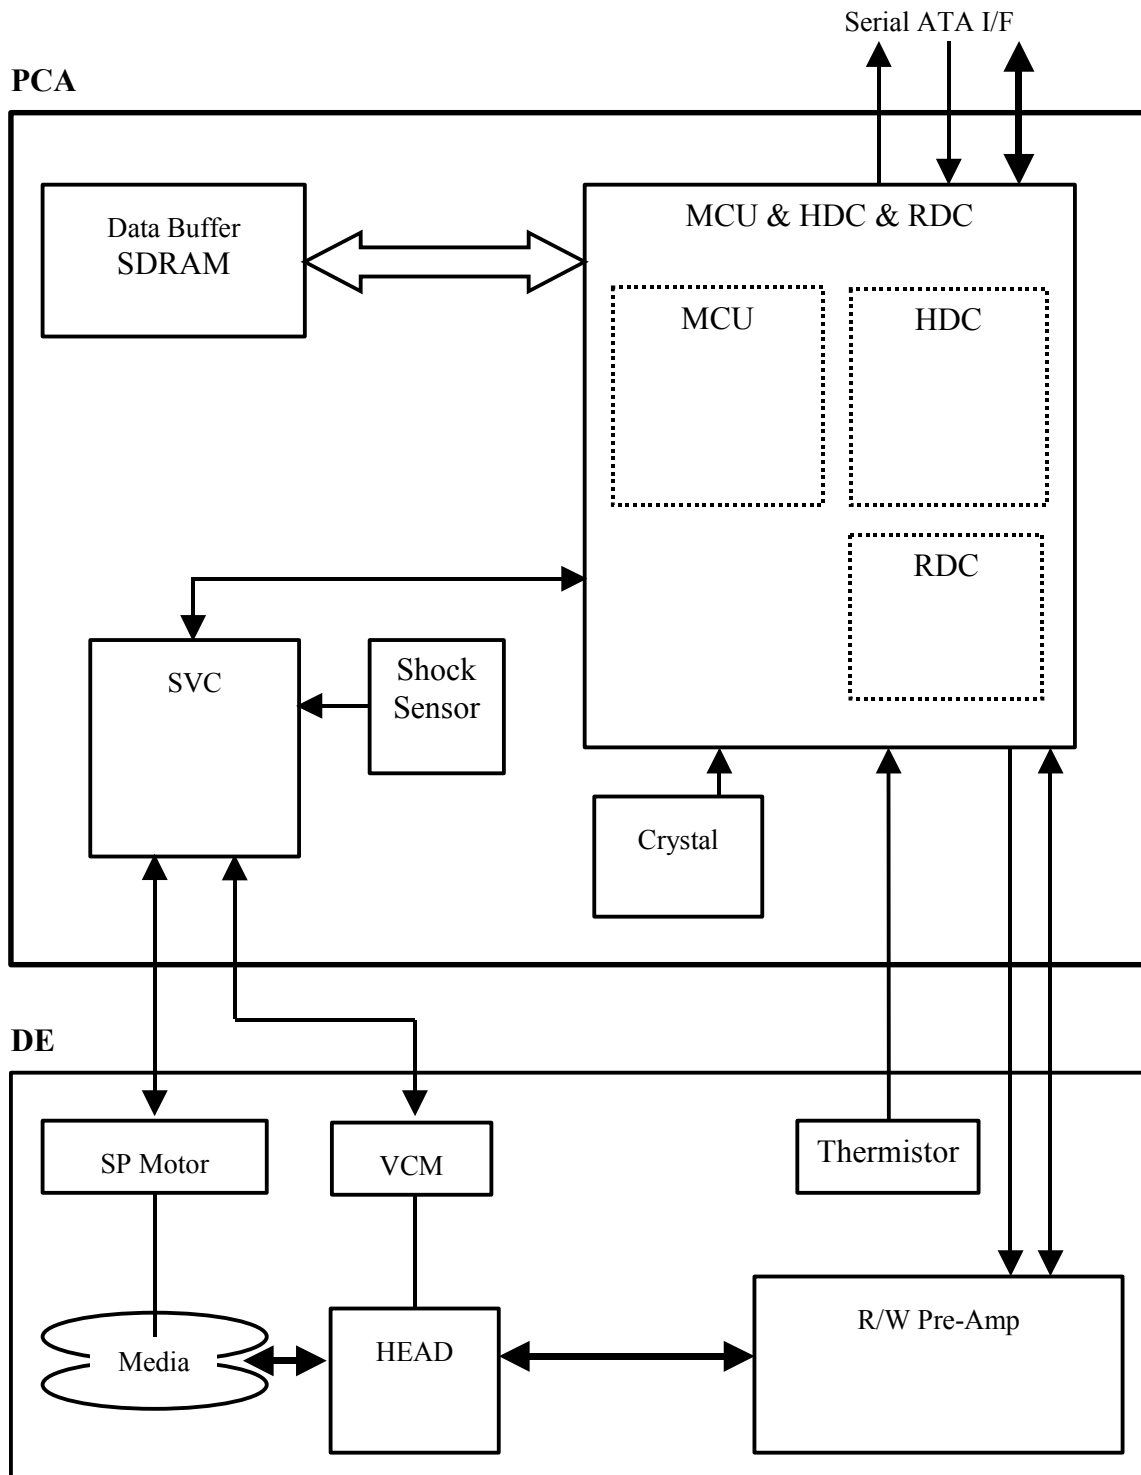 Serial ATA I/F
PCA
Data Buffer
SDRAM
MCU & HDC & RDC
MCU
HDC
RDC
SVC
Shock
Sensor
Crystal
DE
SP Motor
VCM
Thermistor
Media
HEAD
R/W Pre-Amp